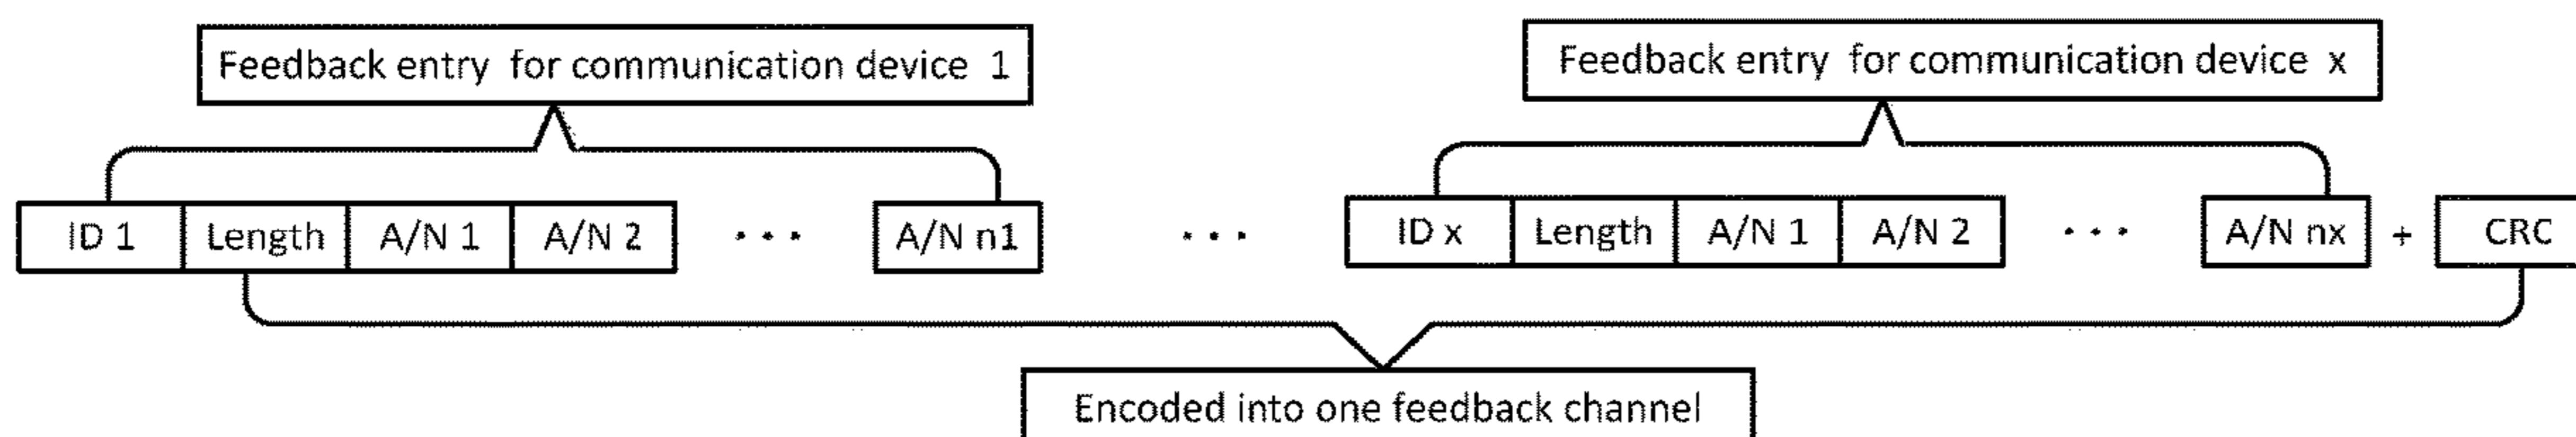 Feedback entry for communication device 1
Feedback entry for communication device x
ID 1 Length A/N 1 A/N 2 ··· A/N n1 ··· ID x Length A/N 1 A/N 2 ··· A/N nx + CRC
Encoded into one feedback channel